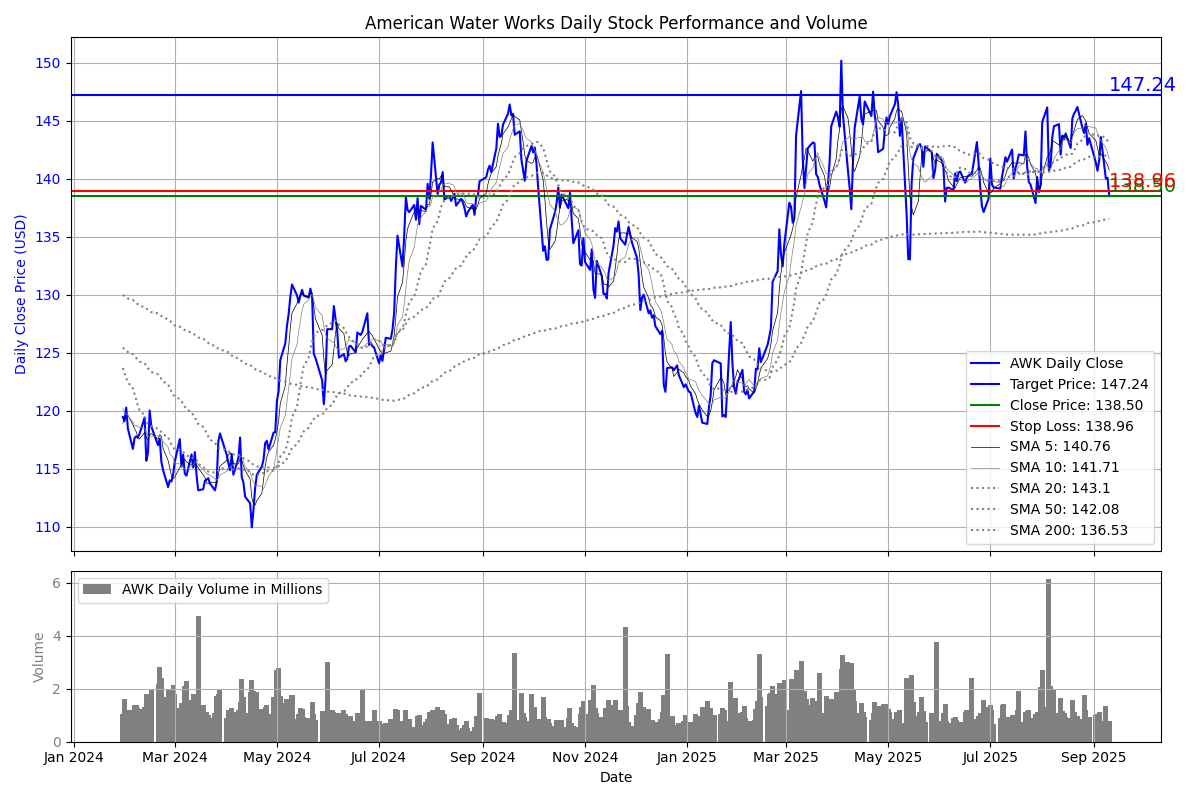 American Water Works Daily Stock Performance and Volume
150
145
140
135
130
125
120
115
110
Daily Close Price (USD)
147.24
138.96
138.50
AWK Daily Close
Target Price: 147.24
Close Price: 138.50
Stop Loss: 138.96
SMA 5: 140.76
SMA 10: 141.71
SMA 20: 143.1
SMA 50: 142.08
SMA 200: 136.53
6
4
2
0
Volume
AWK Daily Volume in Millions
Jan 2024 Mar 2024 May 2024 Jul 2024 Sep 2024 Nov 2024 Jan 2025 Mar 2025 May 2025 Jul 2025 Sep 2025
Date